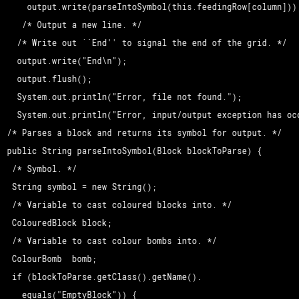 output.write(parseIntoSymbol(this.feedingRow[column]))
/* Output a new line. */
/* Write out ``End'' to signal the end of the grid. */
output.write("End\n");
output.flush();
System.out.println("Error, file not found.");
System.out.println("Error, input/output exception has occ
/* Parses a block and returns its symbol for output. */
public String parseIntoSymbol(Block blockToParse) {
/* Symbol. */
String symbol = new String();
/* Variable to cast coloured blocks into. */
ColouredBlock block;
/* Variable to cast colour bombs into. */
ColourBomb  bomb;
if (blockToParse.getClass().getName().
equals("EmptyBlock")) {